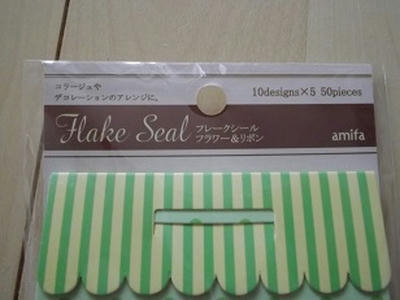 コラージュや
デコレーションのアレンジに。
10designs×5 50pieces
Flake Seal
フレークシール
フラワー&リボン
amifa